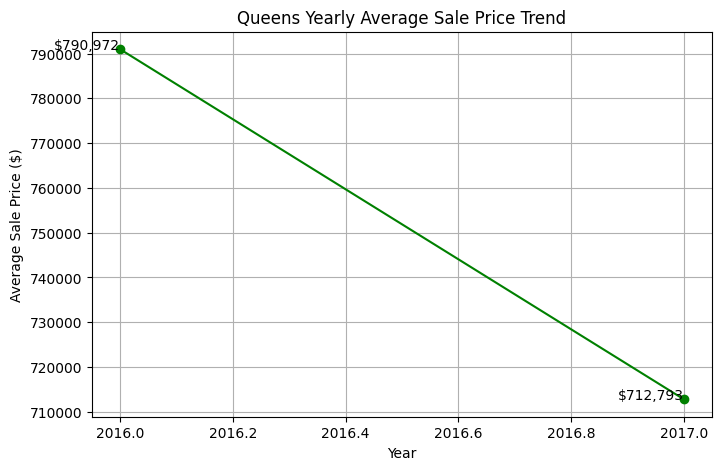 Queens Yearly Average Sale Price Trend
Average Sale Price ($)
790000
780000
770000
760000
750000
740000
730000
720000
710000
$790,972
$712,793
2016.0 2016.2 2016.4 2016.6 2016.8 2017.0
Year